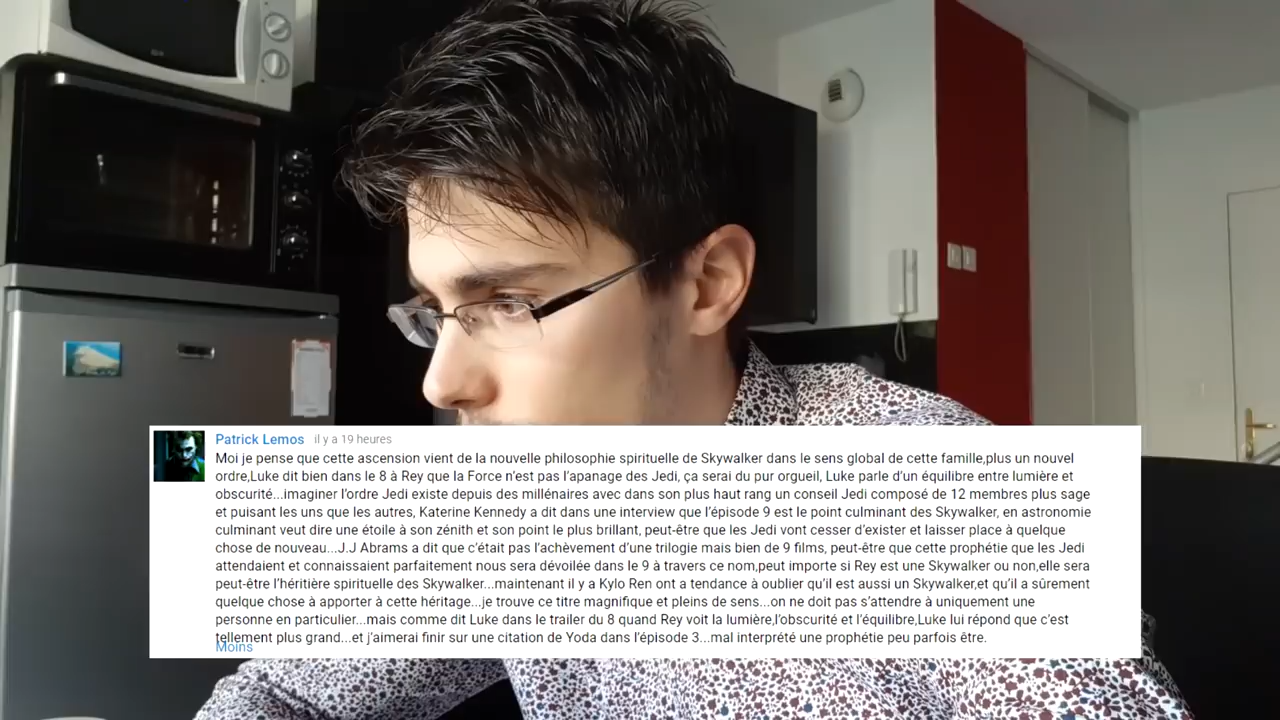 Patrick Lemos il y a 19 heures
Moi je pense que cette ascension vient de la nouvelle philosophie spirituelle de Skywalker dans le sens global de cette famille,plus un nouvel
ordre,Luke dit bien dans le 8 à Rey que la Force n'est pas l'apanage des Jedi, ça serai du pur orgueil, Luke parle d'un équilibre entre lumière et
obscurité...imaginer l'ordre Jedi existe depuis des millénaires avec dans son plus haut rang un conseil Jedi composé de 12 membres plus sage
et puisant les uns que les autres, Katerine Kennedy a dit dans une interview que l'épisode 9 est le point culminant des Skywalker, en astronomie
culminant veut dire une étoile à son zénith et son point le plus brillant, peut-être que les Jedi vont cesser d'exister et laisser place à quelque
chose de nouveau...J.J Abrams a dit que c'était pas l'achèvement d'une trilogie mais bien de 9 films, peut-être que cette prophétie que les Jedi
attendaient et connaissaient parfaitement nous sera dévoilée dans le 9 à travers ce nom,peut importe si Rey est une Skywalker ou non,elle sera
peut-être l'héritière spirituelle des Skywalker...maintenant il y a Kylo Ren ont a tendance à oublier qu'il est aussi un Skywalker,et qu'il a sûrement
quelque chose à apporter à cette héritage...je trouve ce titre magnifique et pleins de sens...on ne doit pas s'attendre à uniquement une
personne en particulier...mais comme dit Luke dans le trailer du 8 quand Rey voit la lumière,l'obscurité et l'équilibre,Luke lui répond que c'est
tellement plus grand...et j'aimerai finir sur une citation de Yoda dans l'épisode 3...mal interprété une prophétie peu parfois être.
Moins